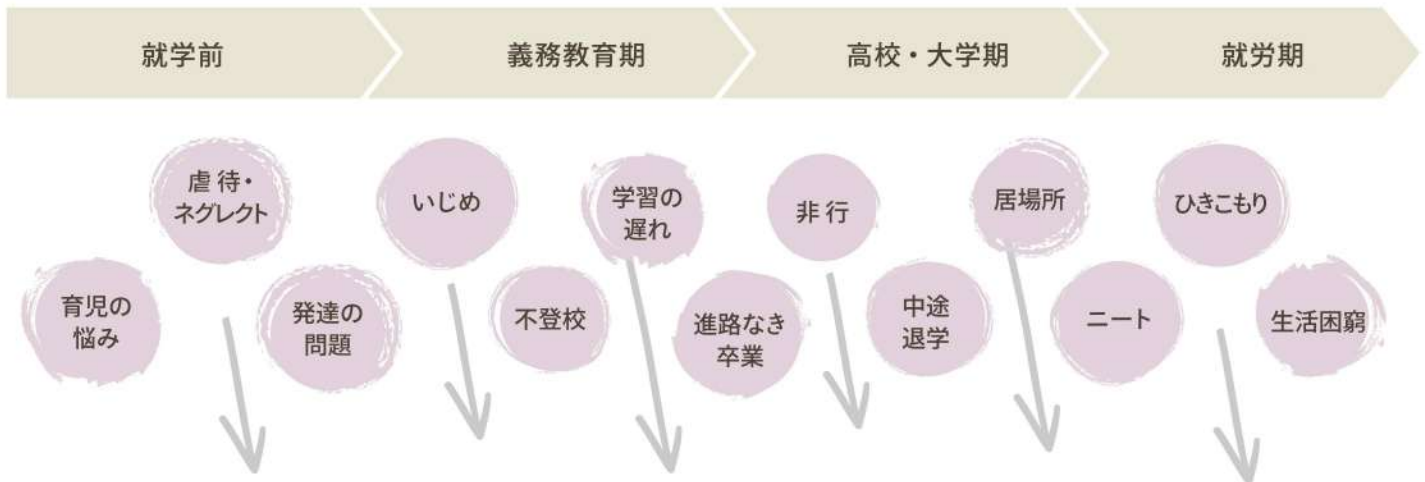 就学前
義務教育期
高校・大学期
就労期
虐待・
ネグレクト
いじめ
学習の
遅れ
非行
居場所
ひきこもり
育児の
悩み
発達の
問題
不登校
進路なき
卒業
中途
退学
ニート
生活困窮